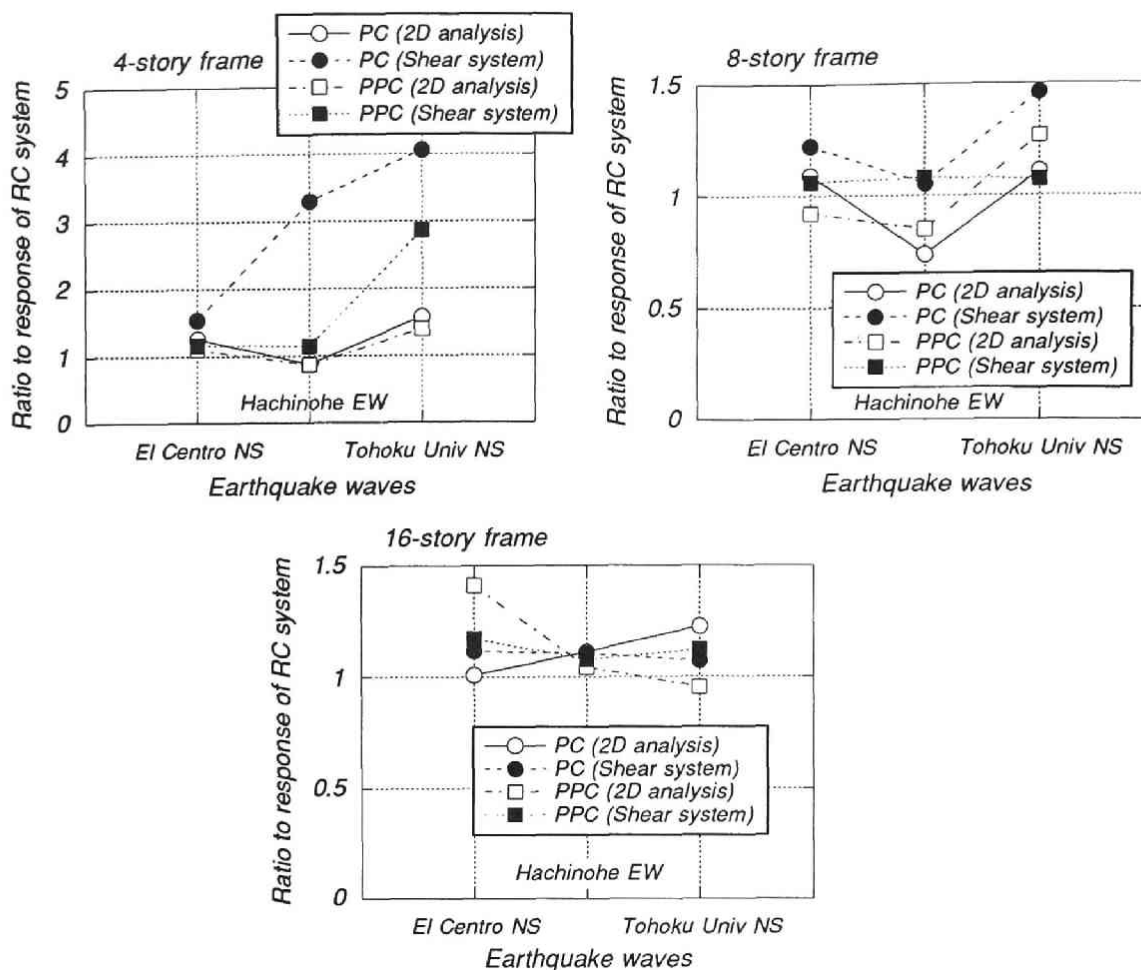 4-story frame
PC (2D analysis)
PC (Shear system)
PPC (2D analysis)
PPC (Shear system)
Ratio to response of RC system
5
4
3
2
1
0
Hachinohe EW
El Centro NS
Tohoku Univ NS
Earthquake waves
8-story frame
Ratio to response of RC system
1.5
1
0.5
0
PC (2D analysis)
PC (Shear system)
PPC (2D analysis)
PPC (Shear system)
Hachinohe EW
El Centro NS
Tohoku Univ NS
Earthquake waves
16-story frame
Ratio to response of RC system
1.5
1
0.5
0
PC (2D analysis)
PC (Shear system)
PPC (2D analysis)
PPC (Shear system)
Hachinohe EW
El Centro NS
Tohoku Univ NS
Earthquake waves